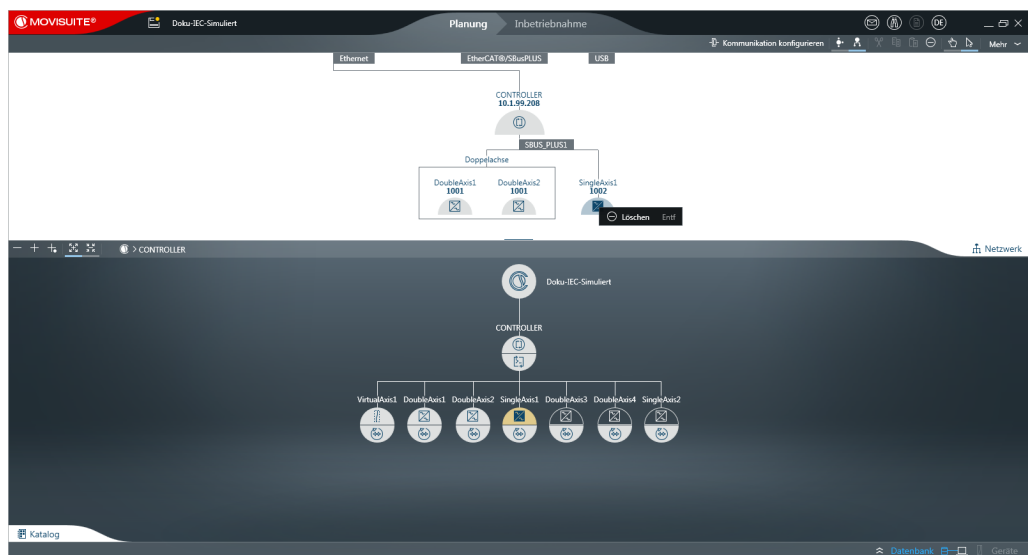 MOVISUITE® Doku-IEC-Simuliert Planung Inbetriebnahme DE
Kommunikation konfigurieren Mehr
Ethernet EtherCAT®/SBusPLUS USB
CONTROLLER
10.1.99.208
SBUS_PLUS1
Doppelachse
DoubleAxis1 DoubleAxis2 SingleAxis1
1001 1001 1002
Löschen Entf
> CONTROLLER Netzwerk
Doku-IEC-Simuliert
CONTROLLER
VirtualAxis1 DoubleAxis1 DoubleAxis2 SingleAxis1 DoubleAxis3 DoubleAxis4 SingleAxis2
Katalog
Datenbank Geräte